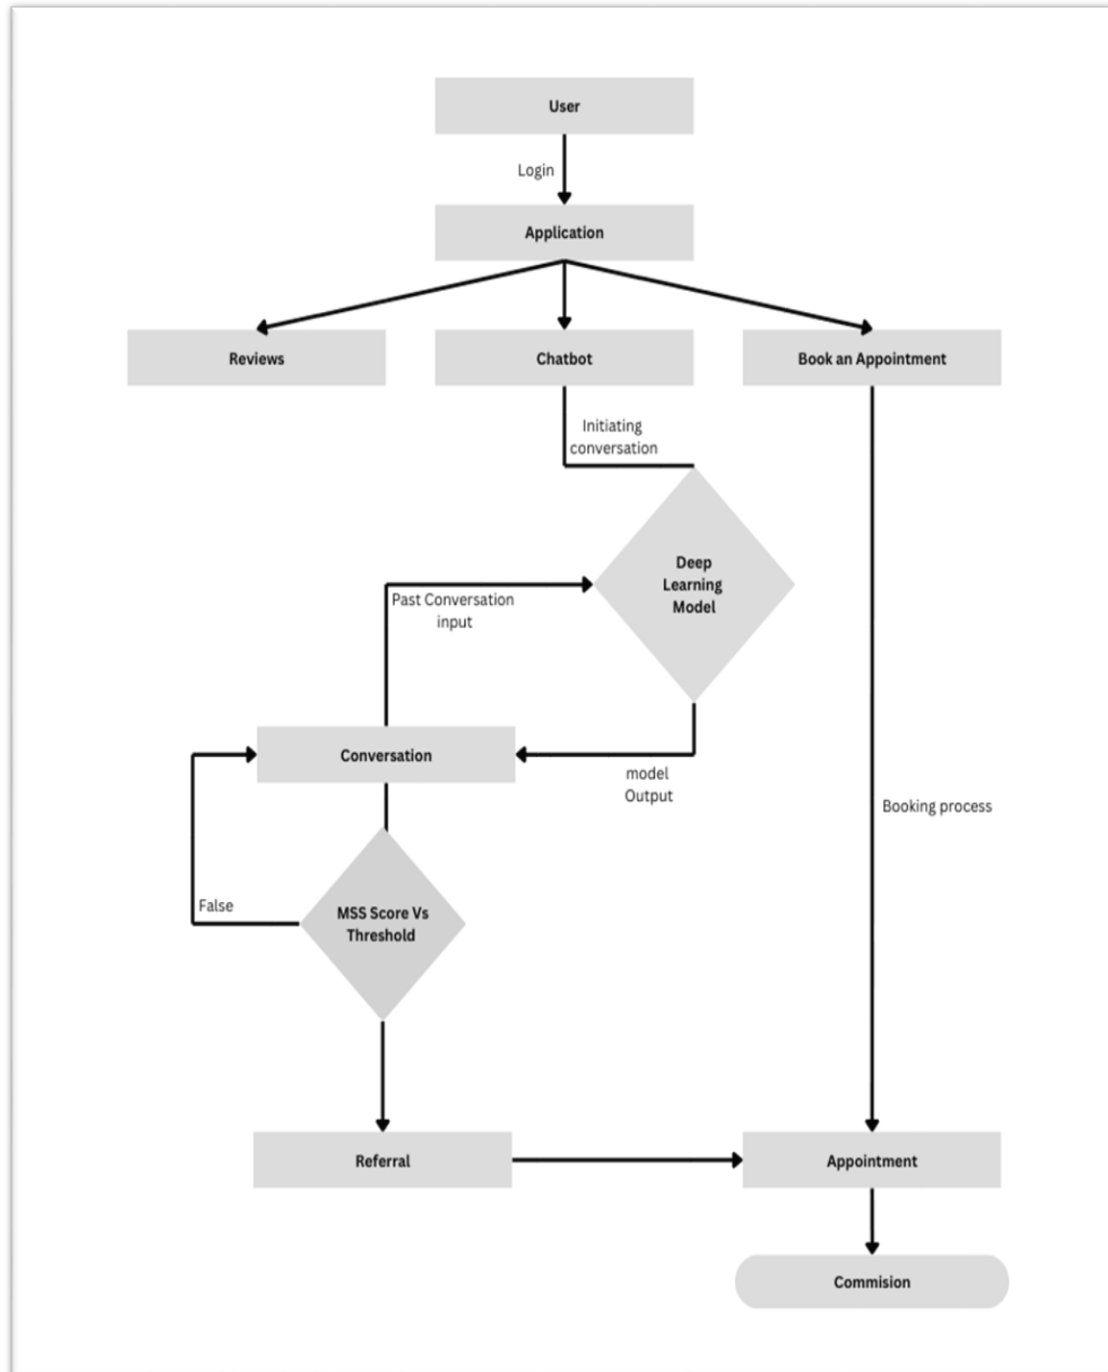 User
Login
Application
Reviews
Chatbot
Book an Appointment
Initiating
conversation
Deep
Learning
Model
Past Conversation
input
Conversation
model
Output
Booking process
False
MSS Score Vs
Threshold
Referral
Appointment
Commision